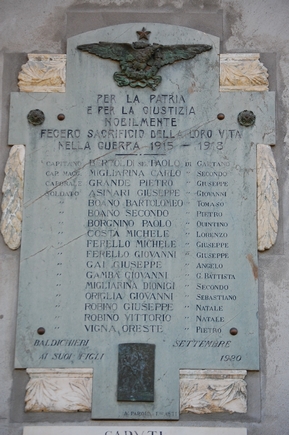 PER LA PATRIA
E PER LA GIUSTIZIA
NOBILMENTE
FECERO SACRIFICIO DELLA LORO VITA
NELLA GUERRA 1915 - 1918
CAPITANO DI S. PAOLO DI GAETANO
CAP. MAGG. MIGLIARINA CARLO „ SECONDO
CAPORALE GRANDE PIETRO „ GIUSEPPE
SOLDATO ASINARI GIUSEPPE „ GIOVANNI
„ BOANO BARTOLOMEO „ TOMASO
„ BOANO SECONDO „ PIETRO
„ BORGNINO PAOLO „ QUINTINO
„ COSTA MICHELE „ LORENZO
„ FERELLO MICHELE „ GIUSEPPE
„ FERELLO GIOVANNI „ GIUSEPPE
„ GAI GIUSEPPE „ ANGELO
„ GAMBA GIOVANNI „ G. BATTISTA
„ MIGLIARINA DIONIGI „ SECONDO
„ ORIGLIA GIOVANNI „ SEBASTIANO
„ ROBINO GIUSEPPE „ NATALE
„ ROBINO VITTORIO „ NATALE
„ VIGNA ORESTE „ PIETRO
BALDICHIERI SETTEMBRE
AI SUOI FIGLI 1920
CADUTI